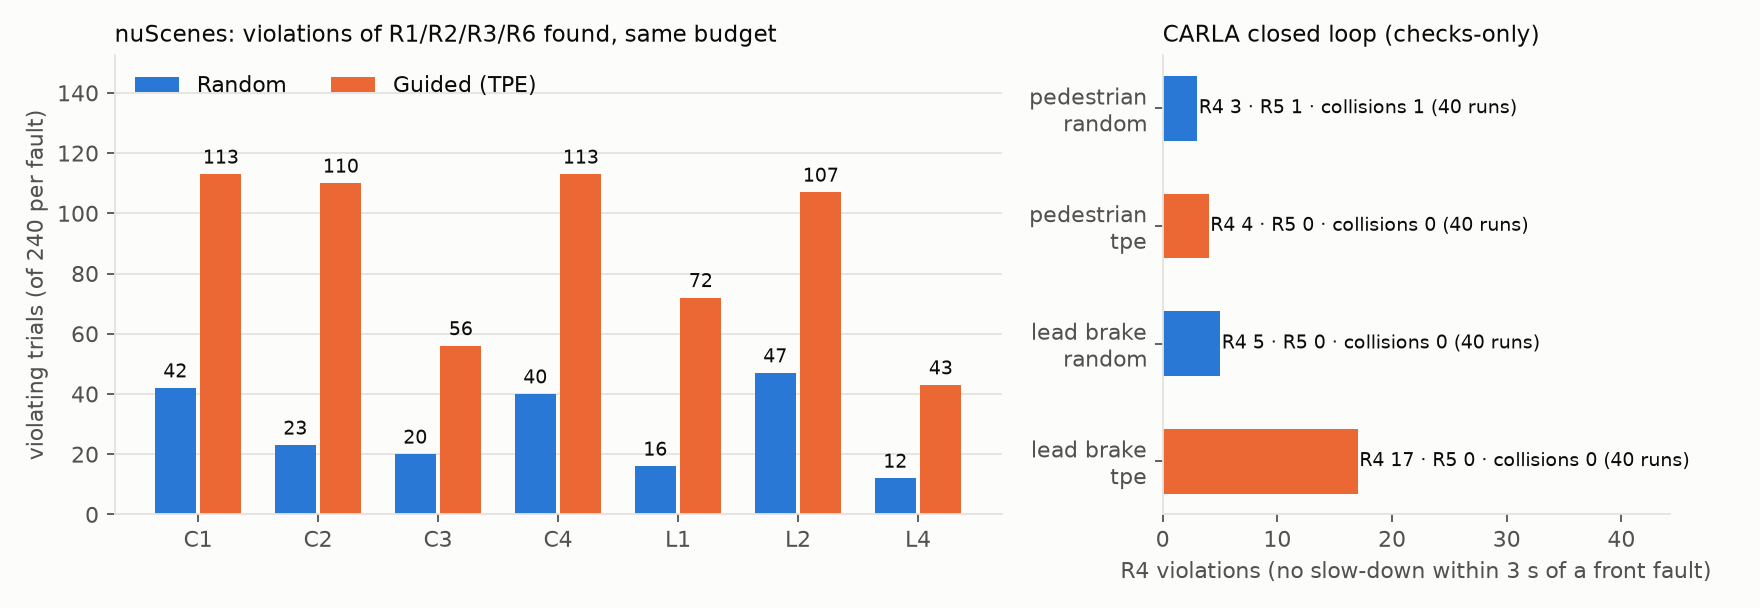 nuScenes: violations of R1/R2/R3/R6 found, same budget
Random
Guided (TPE)
violating trials (of 240 per fault)
140
120
100
80
60
40
20
0
42
113
23
110
20
56
40
113
16
72
47
107
12
43
C1
C2
C3
C4
L1
L2
L4
CARLA closed loop (checks-only)
pedestrian
random
R4 3 · R5 1 · collisions 1 (40 runs)
pedestrian
tpe
R4 4 · R5 0 · collisions 0 (40 runs)
lead brake
random
R4 5 · R5 0 · collisions 0 (40 runs)
lead brake
tpe
R4 17 · R5 0 · collisions 0 (40 runs)
0
10
20
30
40
R4 violations (no slow-down within 3 s of a front fault)